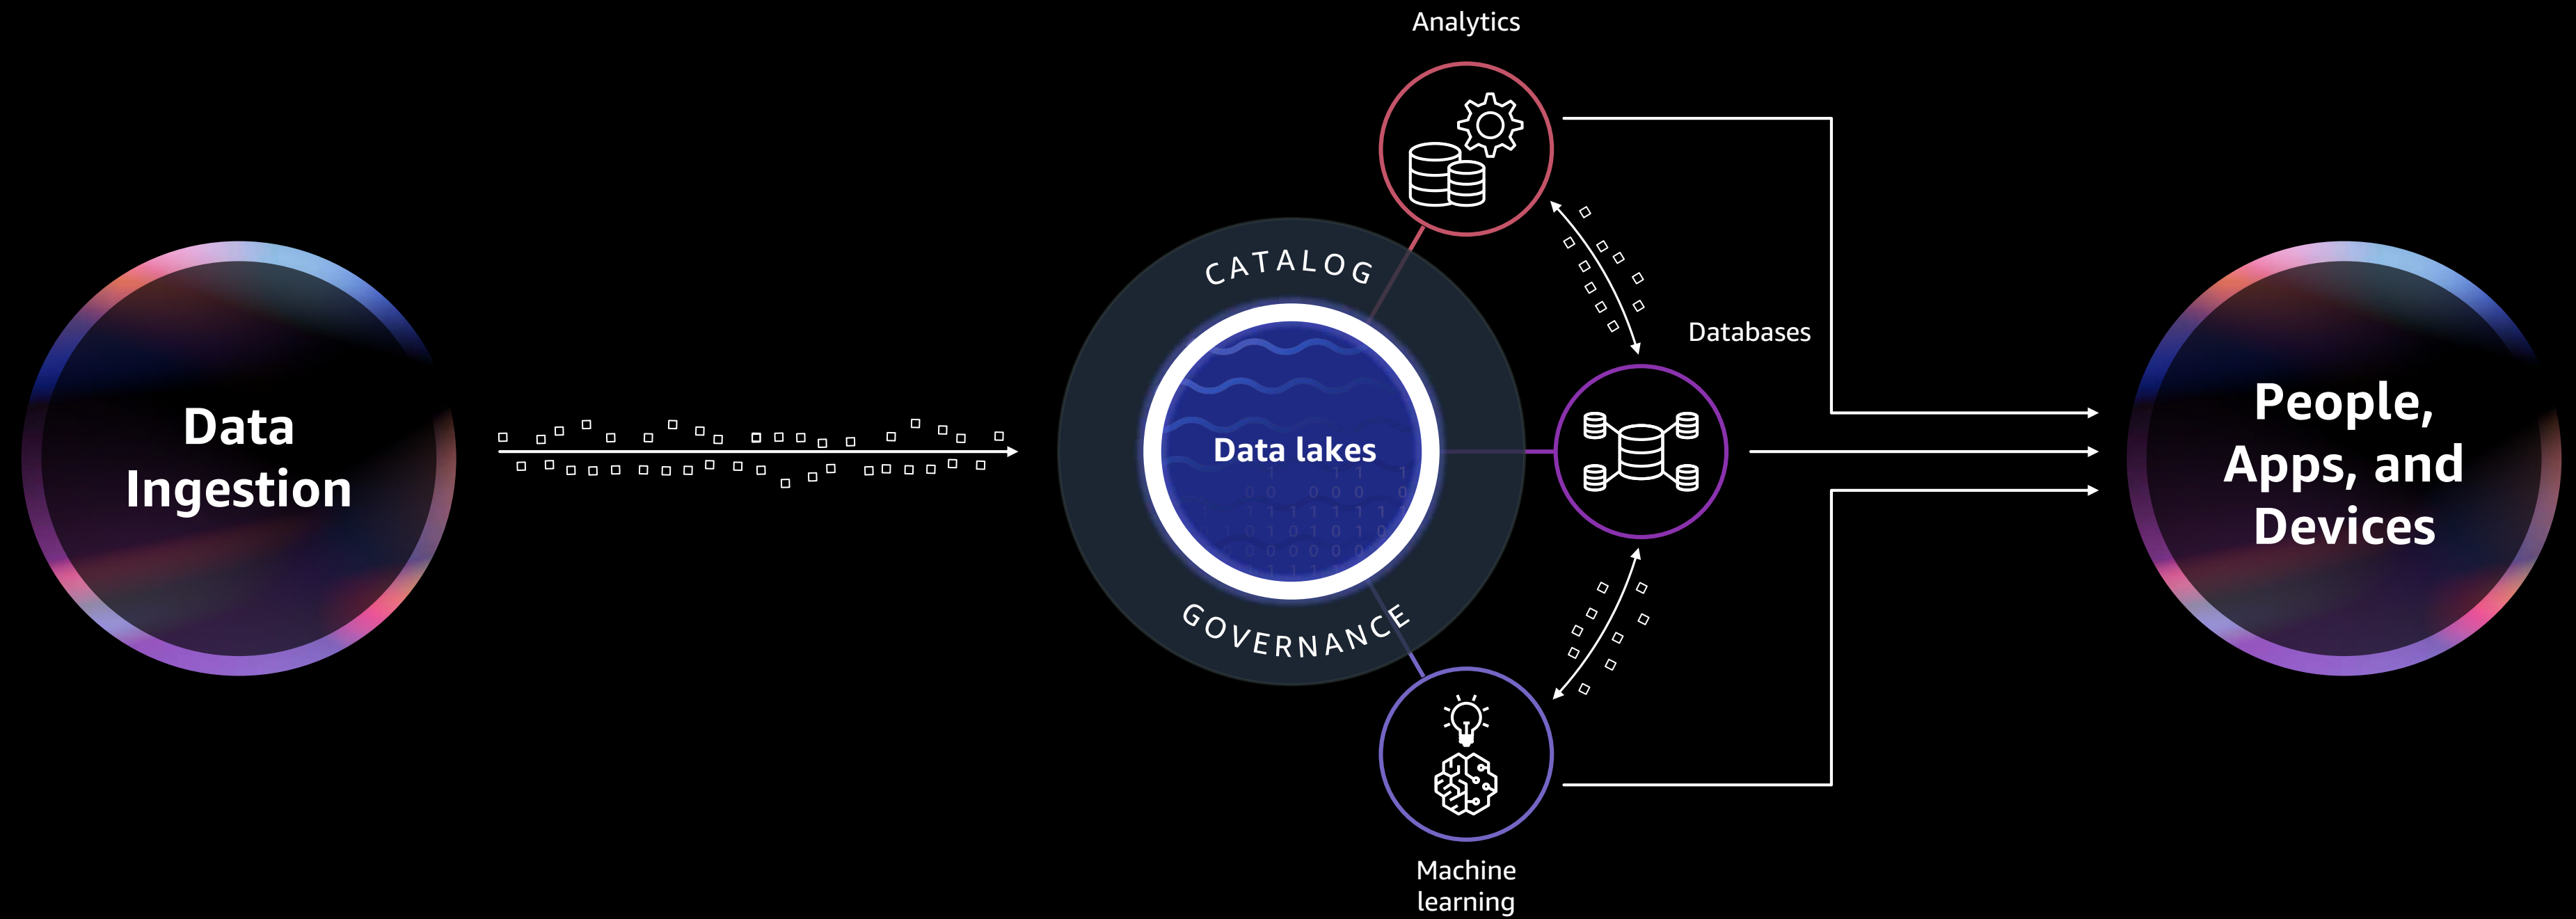 Analytics
Data
Ingestion
CATALOG
Data lakes
GOVERNANCE
Databases
Machine
learning
People,
Apps, and
Devices